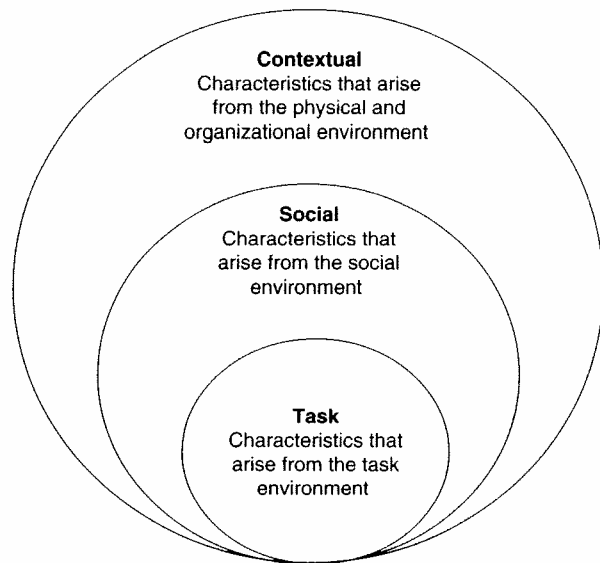 Contextual
Characteristics that arise
from the physical and
organizational environment
Social
Characteristics that
arise from the social
environment
Task
Characteristics that
arise from the task
environment